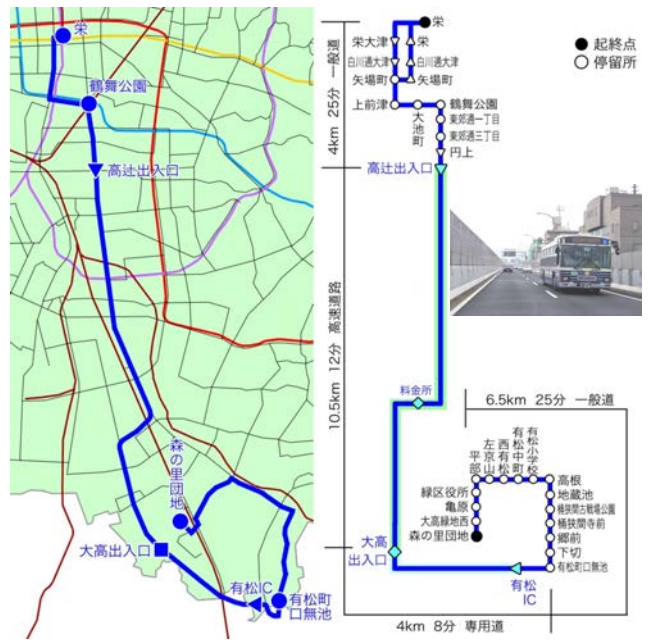 栄
鶴舞公園
高辻出入口
森の里団地
大高出入口
有松IC
有松町
口無池
4km 25分 一般道
10.5km 12分 高速道路
栄
栄大津
栄
白川通大津
白川通大津
矢場町
矢場町
上前津
大池町
鶴舞公園
東郊通一丁目
東郊通三丁目
円上
高辻出入口
起終点
停留所
料金所
6.5km 25分 一般道
平部
左京山
西有松
有松中町
有松小学校
高根
地蔵池
桶狭間古戦場公園
桶狭間寺前
郷前
下切
有松町口無池
緑区役所
亀原
大高緑地西
森の里団地
大高
出入口
有松
IC
4km 8分 専用道